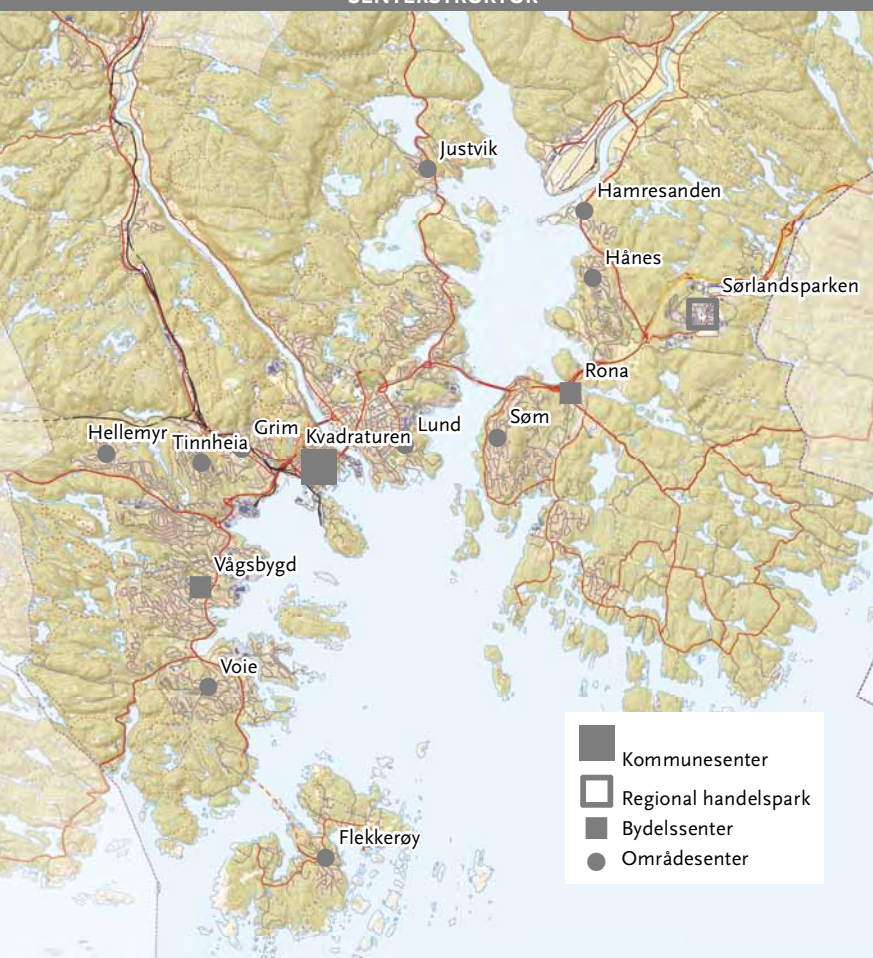 SENTERSTRUKTUR
Justvik
Hamresanden
Hånes
Sørlandsparken
Rona
Søm
Lund
Kvadraturen
Grim
Tinnheia
Hellemyr
Vågsbygd
Voie
Flekkerøy
Kommunesenter
Regional handelspark
Bydelssenter
Områdesenter